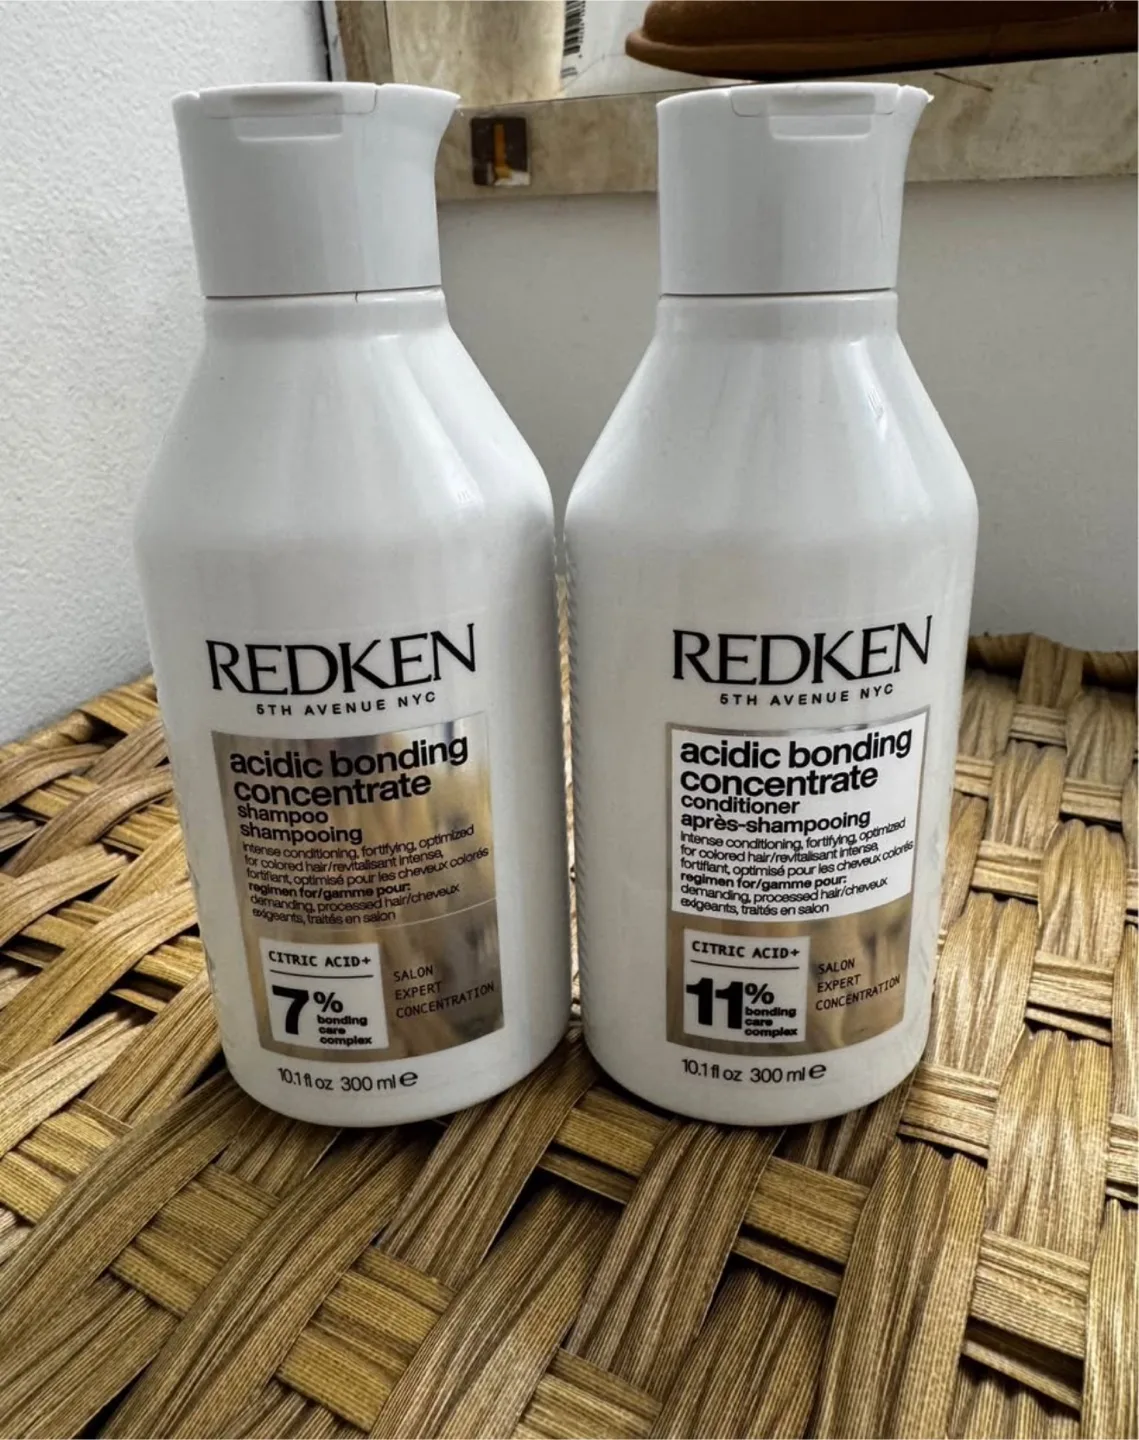 REDKEN
5TH AVENUE NYC
acidic bonding
concentrate
shampoo
shampooing
intense conditioning, fortifying, optimized
for colored hair/revitalisant intense,
fortifiant, optimisé pour les cheveux colorés
regimen for/gamme pour:
demanding, processed hair/cheveux
exigeants, traités en salon
CITRIC ACID+
7%
bonding
care
complex
SALON
EXPERT
CONCENTRATION
10.1 fl oz 300 ml ℮
REDKEN
5TH AVENUE NYC
acidic bonding
concentrate
conditioner
après-shampooing
intense conditioning, fortifying, optimized
for colored hair/revitalisant intense,
fortifiant, optimisé pour les cheveux colorés
regimen for/gamme pour:
demanding, processed hair/cheveux
exigeants, traités en salon
CITRIC ACID+
11%
bonding
care
complex
SALON
EXPERT
CONCENTRATION
10.1 fl oz 300 ml ℮